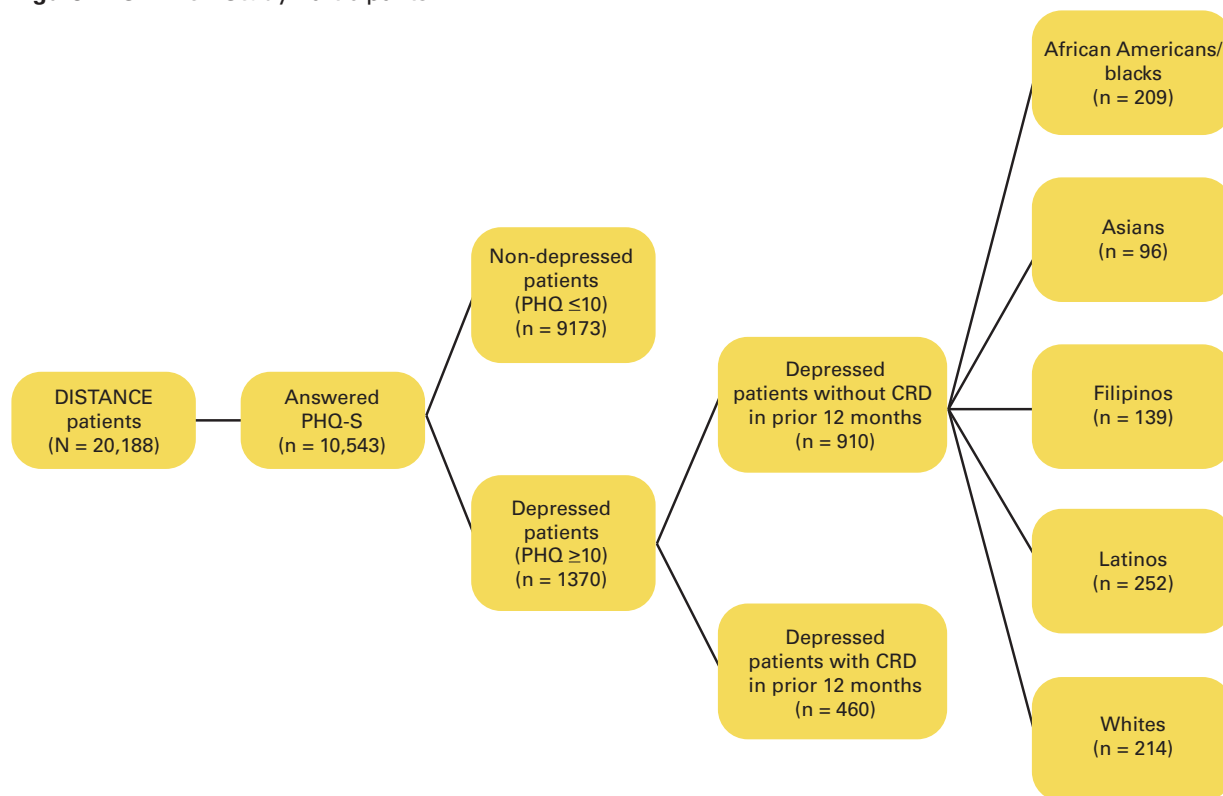 DISTANCE
patients
(N = 20,188)
Answered
PHQ-S
(n = 10,543)
Non-depressed
patients
(PHQ ≤10)
(n = 9173)
Depressed
patients
(PHQ ≥10)
(n = 1370)
Depressed
patients without CRD
in prior 12 months
(n = 910)
Depressed
patients with CRD
in prior 12 months
(n = 460)
African Americans/
blacks
(n = 209)
Asians
(n = 96)
Filipinos
(n = 139)
Latinos
(n = 252)
Whites
(n = 214)